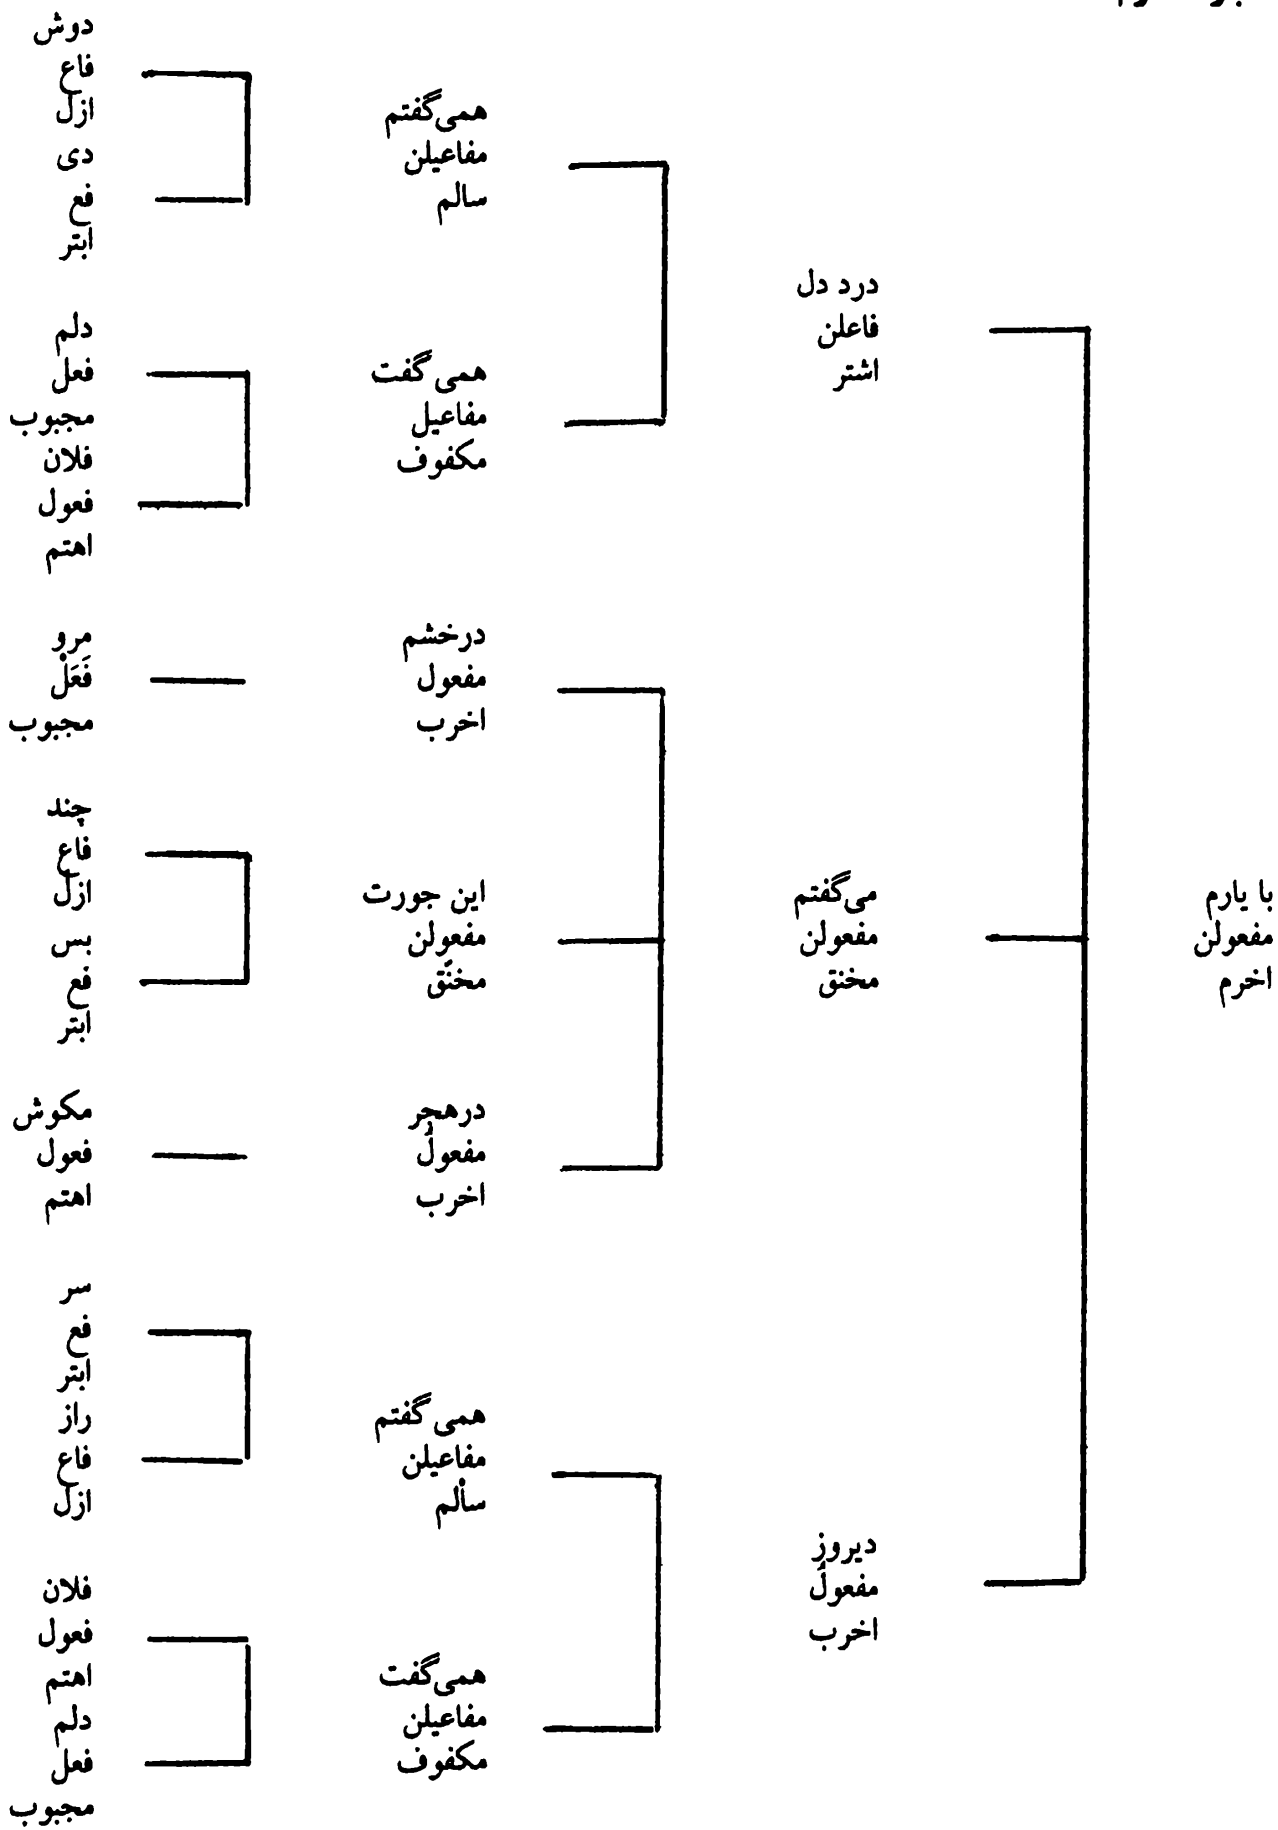 با یارم
مفعولن
اخرم
درد دل
فاعلن
اشتر
می‌گفتم
مفعولن
مخنق
دیروز
مفعولُ
اخرب
همی‌گفتم
مفاعیلن
سالم
همی گفت
مفاعیل
مکفوف
درخشم
مفعول
اخرب
این جورت
مفعولن
مخنّق
درهجر
مفعولُ
اخرب
همی گفتم
مفاعیلن
سالم
همی‌گفت
مفاعیلن
مکفوف
دوش
فاع
ازل
دی
فع
ابتر
دلم
فعل
مجبوب
فلان
فعول
اهتم
مرو
فَعَلْ
مجبوب
چند
فاع
ازل
بس
فع
ابتر
مکوش
فعول
اهتم
سر
فع
ابتر
راز
فاع
ازل
فلان
فعول
اهتم
دلم
فعل
مجبوب